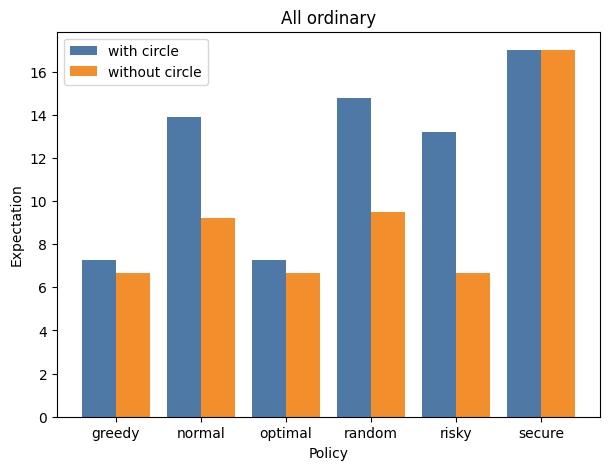 All ordinary
with circle
without circle
Expectation
16
14
12
10
8
6
4
2
0
greedy normal optimal random risky secure
Policy